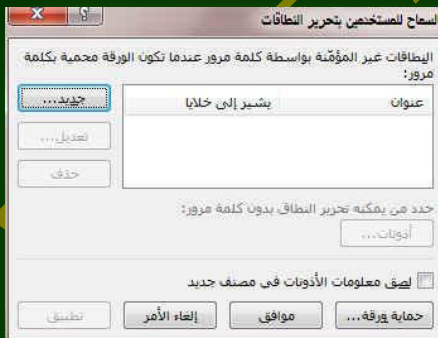 السماح للمستخدمين بتحرير النطاقات
النطاقات غير المؤمّنة بواسطة كلمة مرور عندما تكون الورقة محمية بكلمة
مرور:
عنوان يشير إلى خلايا
جديد...
تعديل...
حذف
حدد من يمكنه تحرير النطاق بدون كلمة مرور:
أذونات...
لصق معلومات الأذونات في مصنف جديد
حماية ورقة... موافق إلغاء الأمر تطبيق